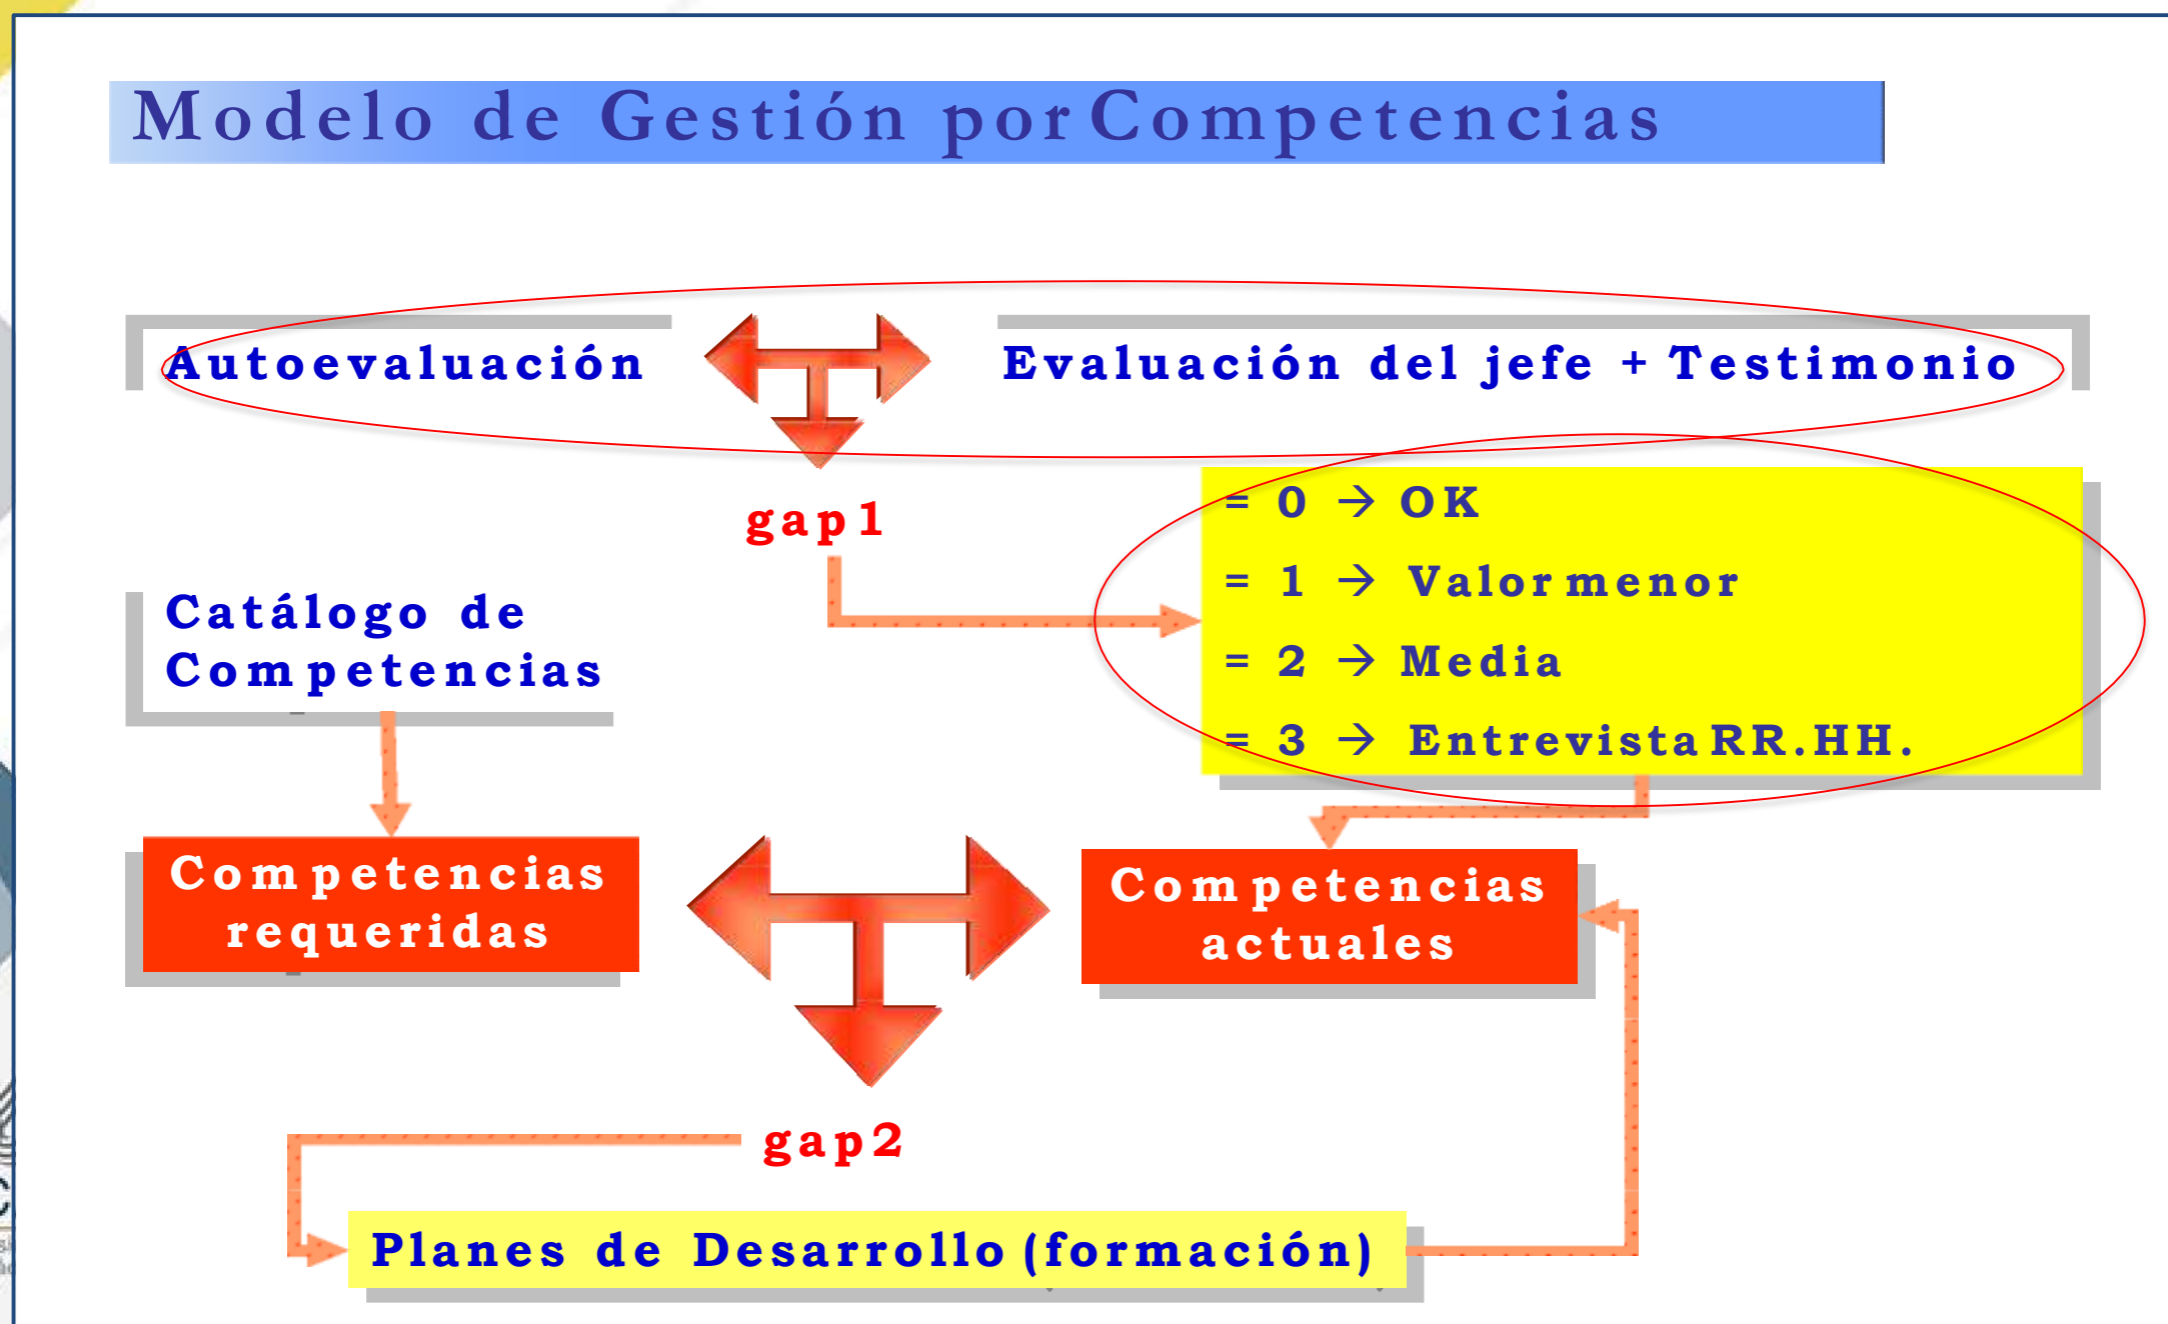 Modelo de Gestión por Competencias
Autoevaluación
Evaluación del jefe + Testimonio
gap1
= 0 → OK
= 1 → Valor menor
= 2 → Media
= 3 → Entrevista RR.HH.
Catálogo de
Competencias
Competencias
requeridas
Competencias
actuales
gap2
Planes de Desarrollo (formación)